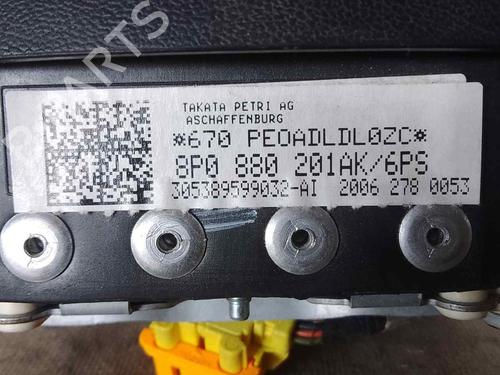 TAKATA PETRI AG
ASCHAFFENBURG
*670 PEOADLDL0ZC*
8P0 880 201AK/6PS
305389599032-AI 2006 278 0053